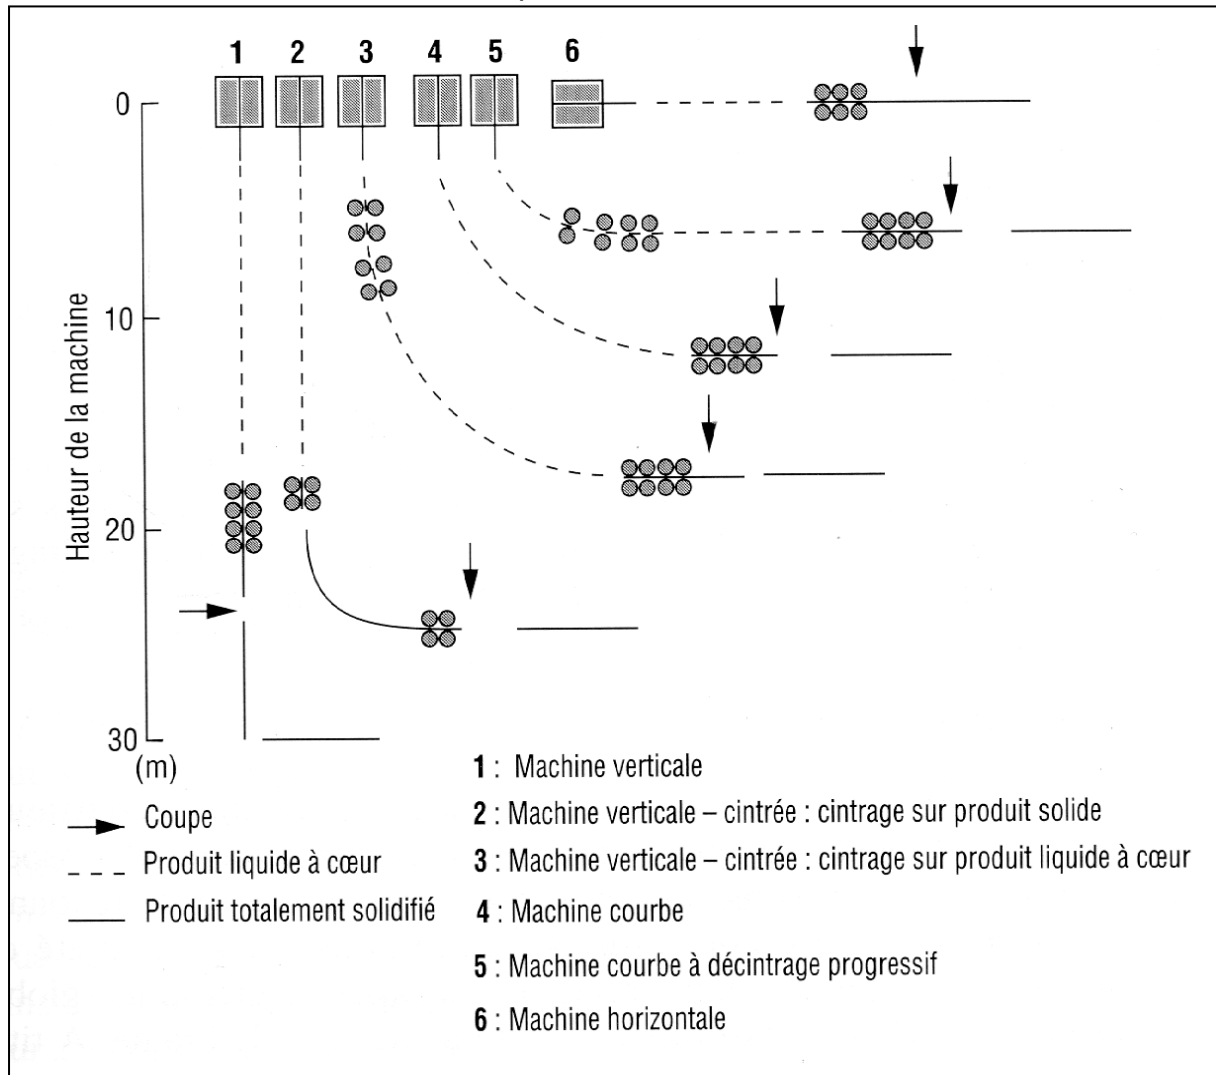 1 2 3 4 5 6
0
10
20
30
(m)
Hauteur de la machine
Coupe
Produit liquide à cœur
Produit totalement solidifié
1 : Machine verticale
2 : Machine verticale – cintrée : cintrage sur produit solide
3 : Machine verticale – cintrée : cintrage sur produit liquide à cœur
4 : Machine courbe
5 : Machine courbe à décintrage progressif
6 : Machine horizontale